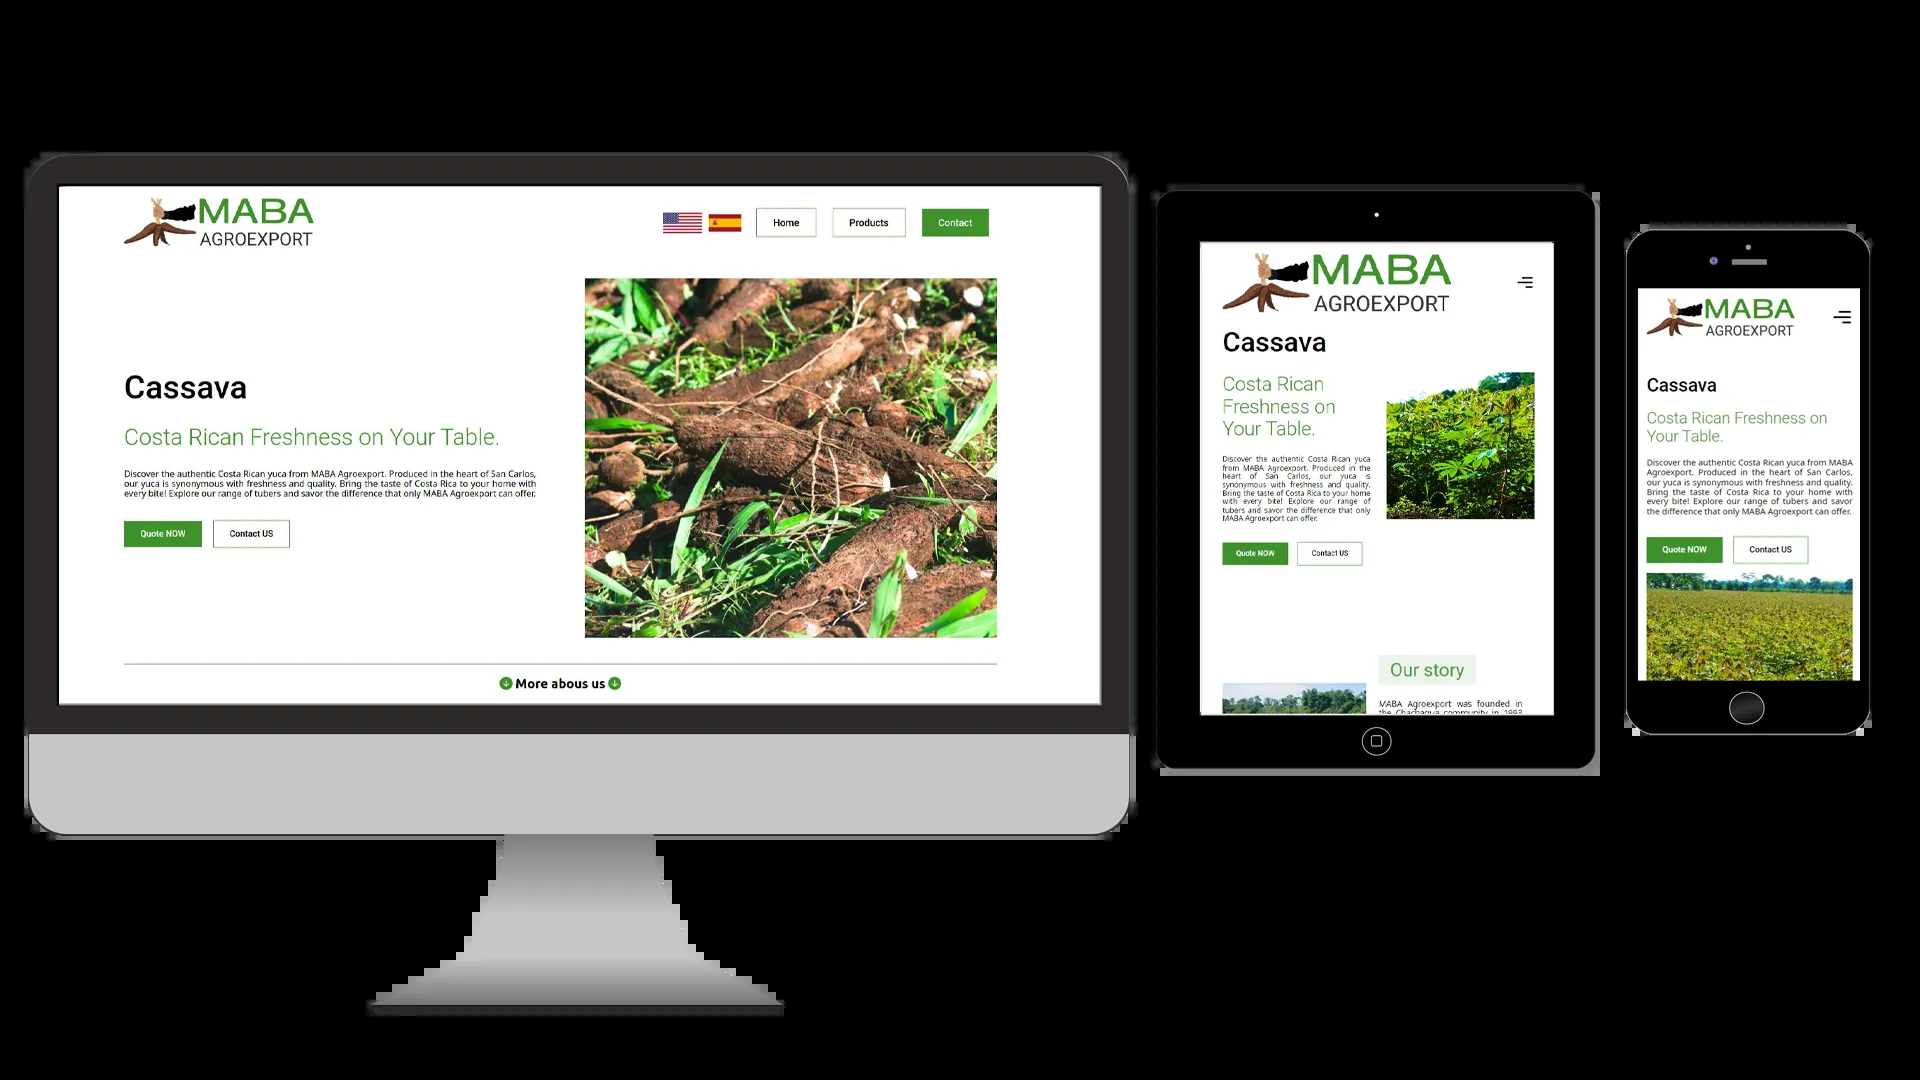 MABA
AGROEXPORT
Home
Products
Contact
Cassava
Costa Rican Freshness on Your Table.
Discover the authentic Costa Rican yuca from MABA Agroexport. Produced in the heart of San Carlos,
our yuca is synonymous with freshness and quality. Bring the taste of Costa Rica to your home with
every bite! Explore our range of tubers and savor the difference that only MABA Agroexport can offer.
Quote NOW
Contact US
More abous us
MABA
AGROEXPORT
Cassava
Costa Rican
Freshness on
Your Table.
Discover the authentic Costa Rican yuca
from MABA Agroexport. Produced in the
heart of San Carlos, our yuca is
synonymous with freshness and quality.
Bring the taste of Costa Rica to your home
with every bite! Explore our range of
tubers and savor the difference that only
MABA Agroexport can offer.
Quote NOW
Contact US
Our story
MABA Agroexport was founded in
the Chachagua community in 1993
MABA
AGROEXPORT
Cassava
Costa Rican Freshness on
Your Table.
Discover the authentic Costa Rican yuca from MABA
Agroexport. Produced in the heart of San Carlos,
our yuca is synonymous with freshness and quality.
Bring the taste of Costa Rica to your home with
every bite! Explore our range of tubers and savor
the difference that only MABA Agroexport can offer.
Quote NOW
Contact US